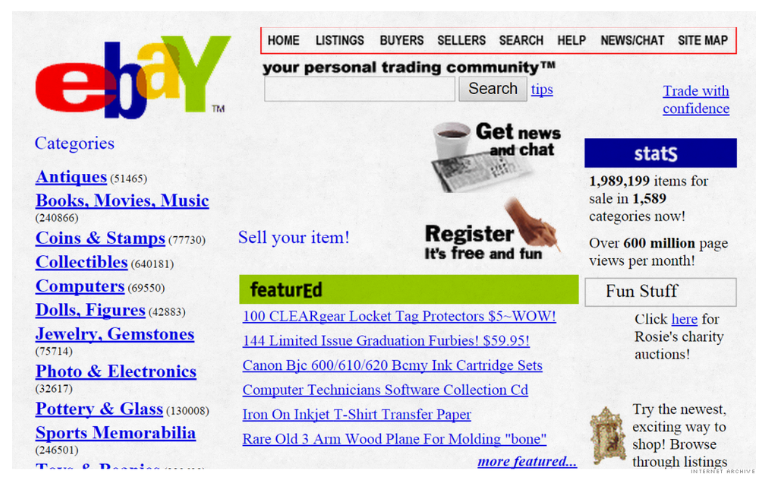 ebay™
HOME LISTINGS BUYERS SELLERS SEARCH HELP NEWS/CHAT SITE MAP
your personal trading community™
Search tips
Trade with
confidence
Categories
Antiques (51465)
Books, Movies, Music
(240866)
Coins & Stamps (77730)
Collectibles (640181)
Computers (69550)
Dolls, Figures (42883)
Jewelry, Gemstones
(75714)
Photo & Electronics
(32617)
Pottery & Glass (130008)
Sports Memorabilia
(246501)
Get news
and chat
Sell your item!
Register
It's free and fun
featurEd
100 CLEARgear Locket Tag Protectors $5~WOW!
144 Limited Issue Graduation Furbies! $59.95!
Canon Bjc 600/610/620 Bcmy Ink Cartridge Sets
Computer Technicians Software Collection Cd
Iron On Inkjet T-Shirt Transfer Paper
Rare Old 3 Arm Wood Plane For Molding "bone"
more featured...
statS
1,989,199 items for
sale in 1,589
categories now!
Over 600 million page
views per month!
Fun Stuff
Click here for
Rosie's charity
auctions!
Try the newest,
exciting way to
shop! Browse
through listings
INTERNET ARCHIVE